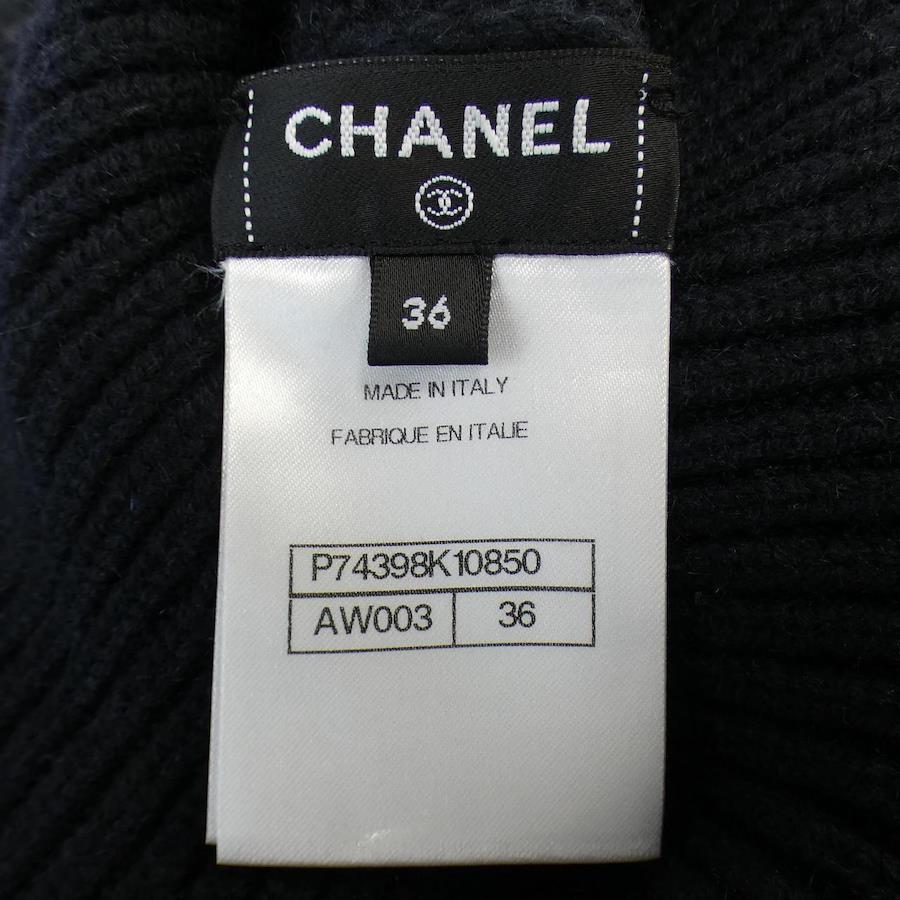 CHANEL
36
MADE IN ITALY
FABRIQUE EN ITALIE
P74398K10850
AW003 36